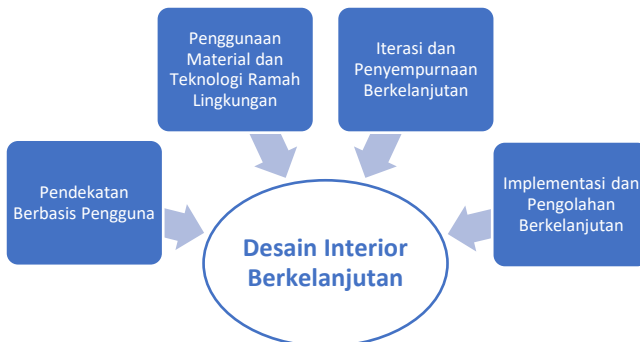 Penggunaan
Material dan
Teknologi Ramah
Lingkungan
Iterasi dan
Penyempurnaan
Berkelanjutan
Pendekatan
Berbasis Pengguna
Implementasi dan
Pengolahan
Berkelanjutan
Desain Interior
Berkelanjutan